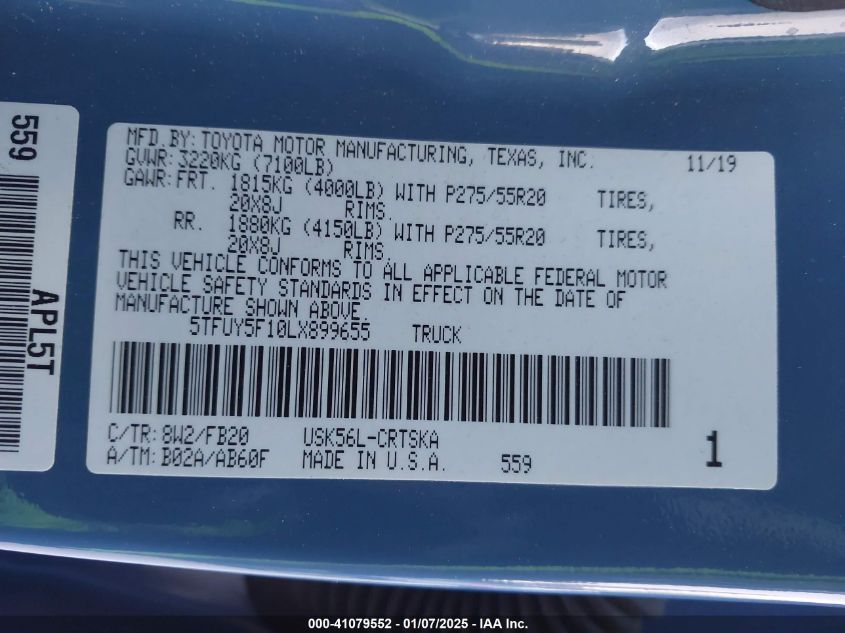 559
APL5T
MFD.BY:TOYOTA MOTOR MANUFACTURING, TEXAS, INC. 11/19
GVWR:3220KG (7100LB)
GAWR:FRT. 1815KG (4000LB) WITH P275/55R20 TIRES,
20X8J RIMS.
RR. 1880KG (4150LB) WITH P275/55R20 TIRES,
20X8J RIMS.
THIS VEHICLE CONFORMS TO ALL APPLICABLE FEDERAL MOTOR
VEHICLE SAFETY STANDARDS IN EFFECT ON THE DATE OF
MANUFACTURE SHOWN ABOVE.
5TFUY5F10LX899655 TRUCK
C/TR:8W2/FB20 USK56L-CRTSKA
A/TM:B02A/AB60F MADE IN U.S.A. 559 1
000-41079552 - 01/07/2025 - IAA Inc.